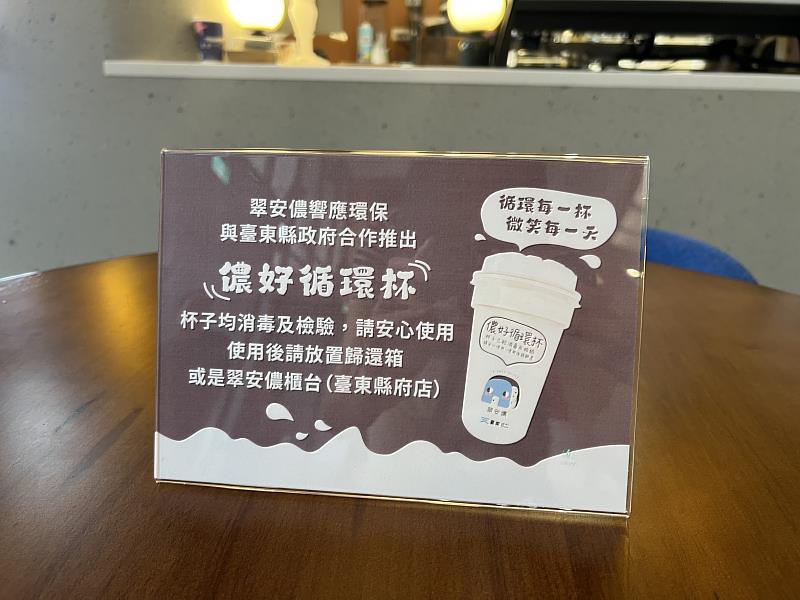 翠安儂響應環保
與臺東縣政府合作推出
儂好循環杯
杯子均消毒及檢驗，請安心使用
使用後請放置歸還箱
或是翠安儂櫃台(臺東縣府店)
循環每一杯
微笑每一天
儂好循環杯
翠安儂